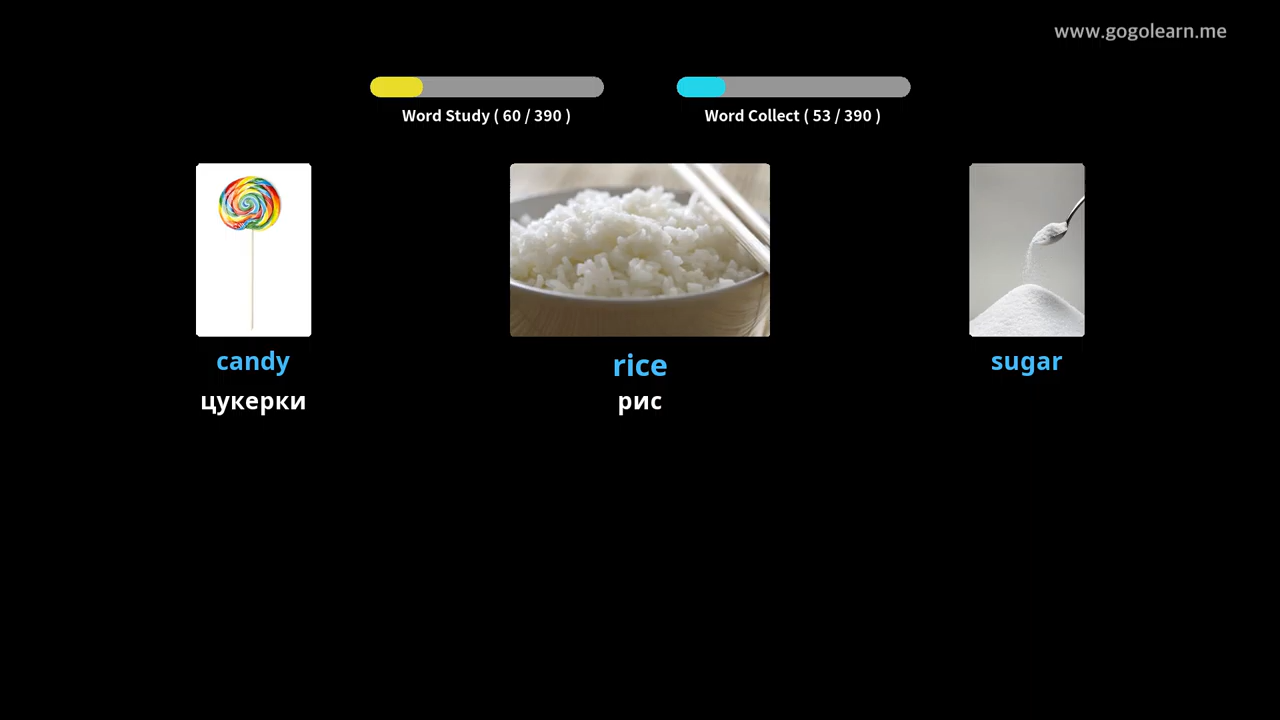 www.gogolearn.me
Word Study ( 60 / 390 )
Word Collect ( 53 / 390 )
candy
цукерки
rice
рис
sugar